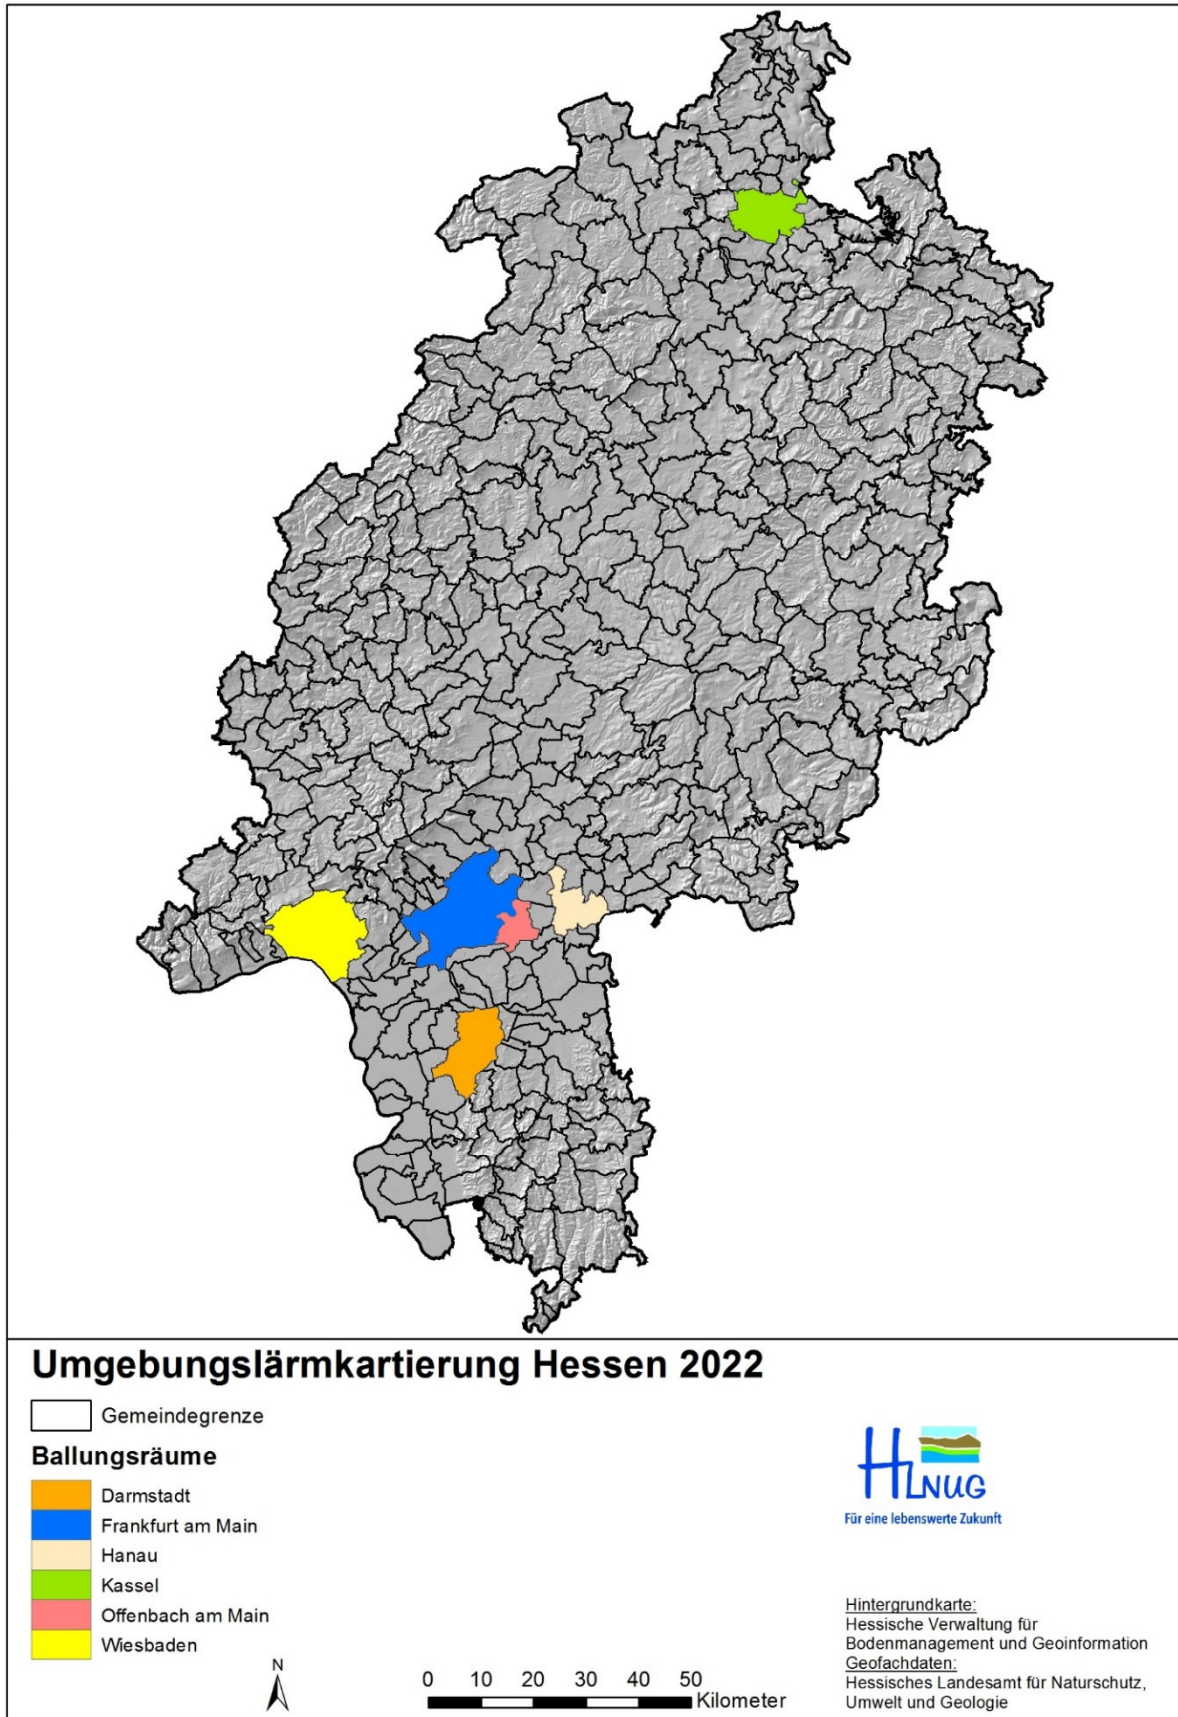 Umgebungslärmkartierung Hessen 2022
Gemeindegrenze
Ballungsräume
Darmstadt
Frankfurt am Main
Hanau
Kassel
Offenbach am Main
Wiesbaden
N
0 10 20 30 40 50
Kilometer
HLNUG
Für eine lebenswerte Zukunft
Hintergrundkarte:
Hessische Verwaltung für
Bodenmanagement und Geoinformation
Geofachdaten:
Hessisches Landesamt für Naturschutz,
Umwelt und Geologie